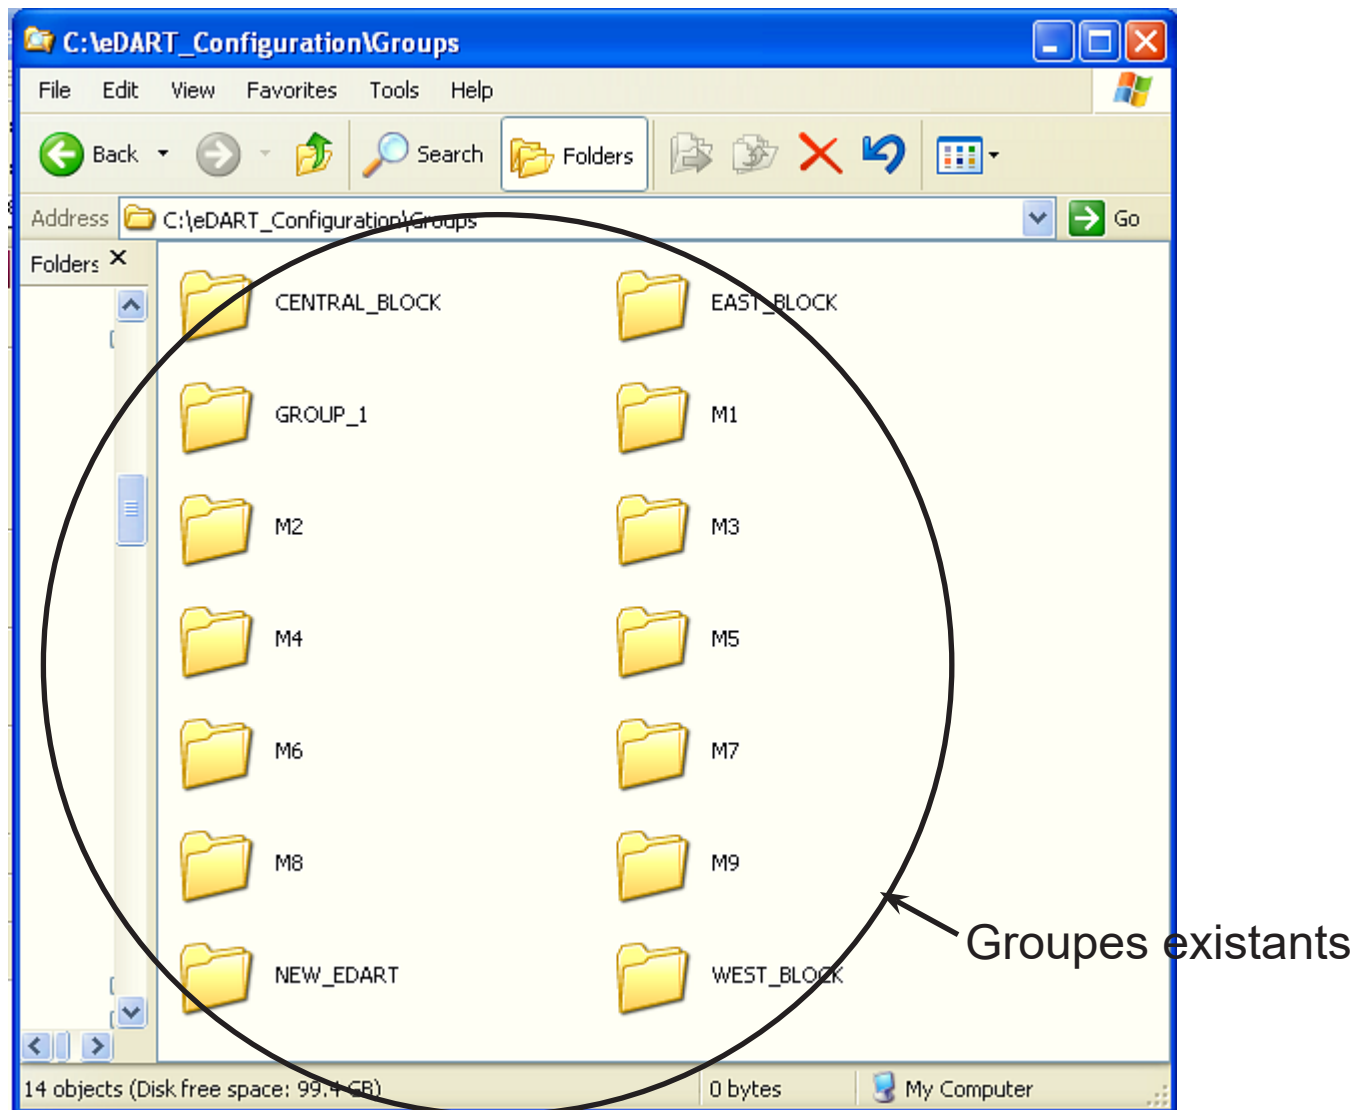 C:\eDART_Configuration\Groups
File Edit View Favorites Tools Help
Back Search Folders
Address C:\eDART_Configuration\Groups Go
Folders
CENTRAL_BLOCK EAST_BLOCK
GROUP_1 M1
M2 M3
M4 M5
M6 M7
M8 M9
Groupes existants
NEW_EDART WEST_BLOCK
14 objects (Disk free space: 99.4 GB) 0 bytes My Computer